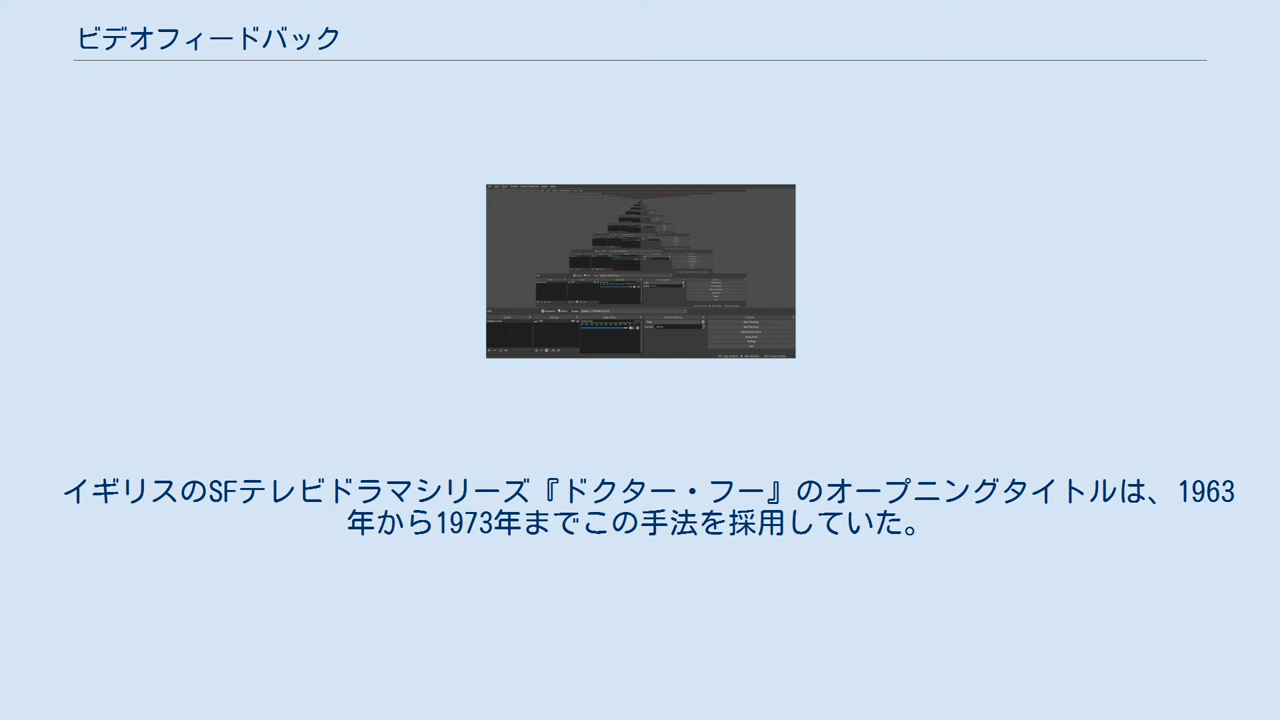 ビデオフィードバック
イギリスのSFテレビドラマシリーズ『ドクター・フー』のオープニングタイトルは、1963
年から1973年までこの手法を採用していた。